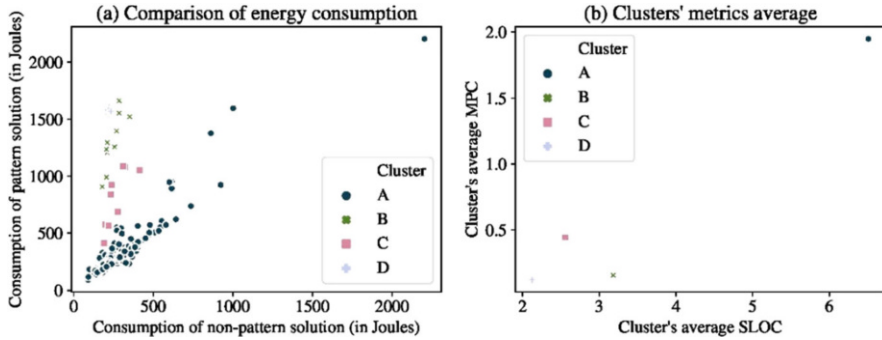 (a) Comparison of energy consumption
Consumption of pattern solution (in Joules)
2000
1500
1000
500
0
Cluster
A
B
C
D
0 500 1000 1500 2000
Consumption of non-pattern solution (in Joules)
(b) Clusters' metrics average
Cluster's average MPC
2.0
1.5
1.0
0.5
0.0
Cluster
A
B
C
D
2 3 4 5 6
Cluster's average SLOC